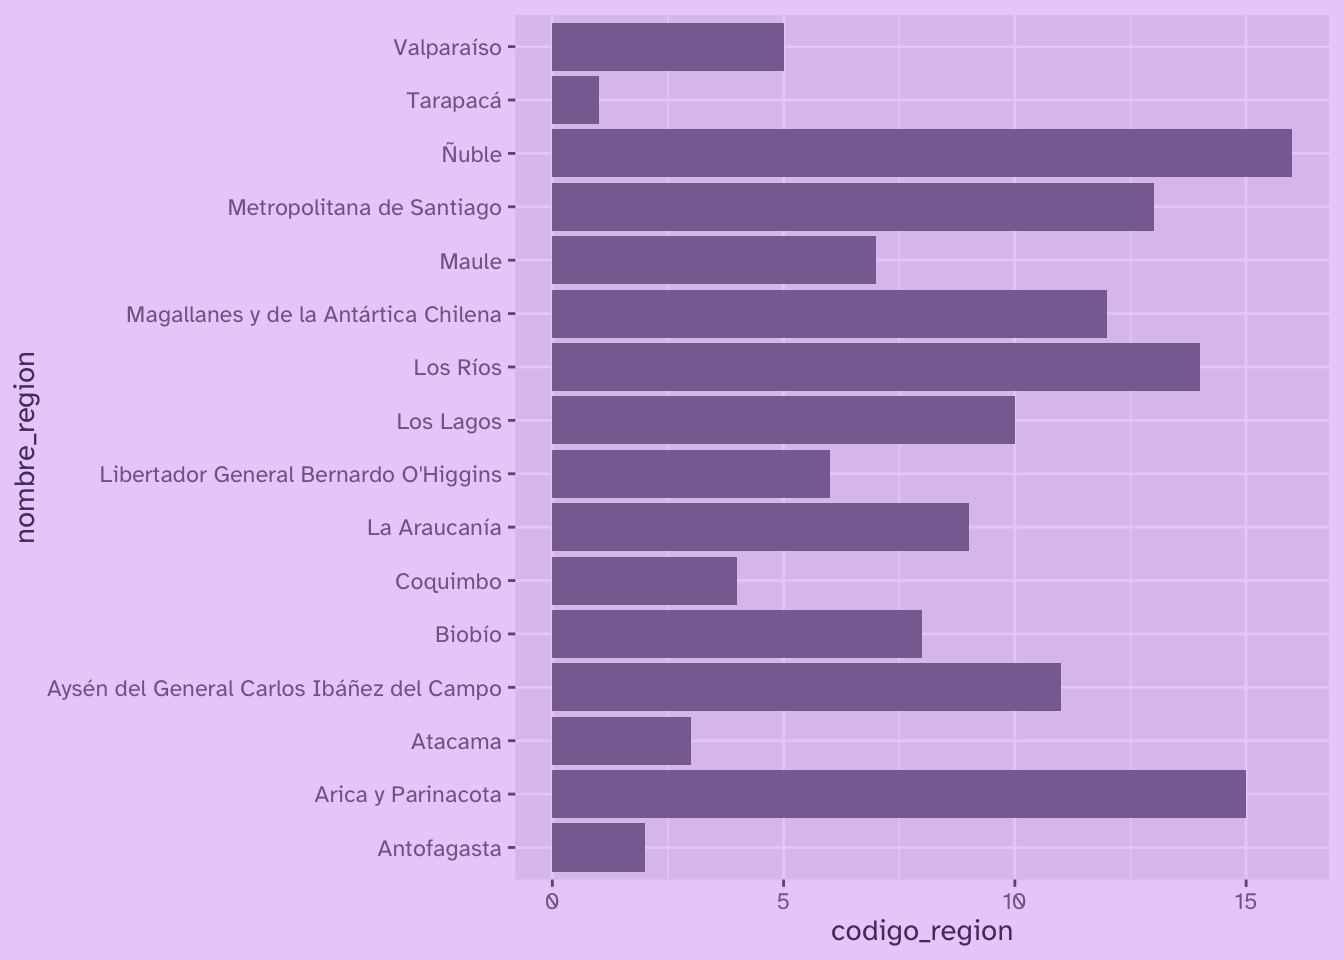 Valparaíso
Tarapacá
Ñuble
Metropolitana de Santiago
Maule
Magallanes y de la Antártica Chilena
Los Ríos
Los Lagos
Libertador General Bernardo O'Higgins
La Araucanía
Coquimbo
Biobío
Aysén del General Carlos Ibáñez del Campo
Atacama
Arica y Parinacota
Antofagasta
nombre_region
0 5 10 15
codigo_region